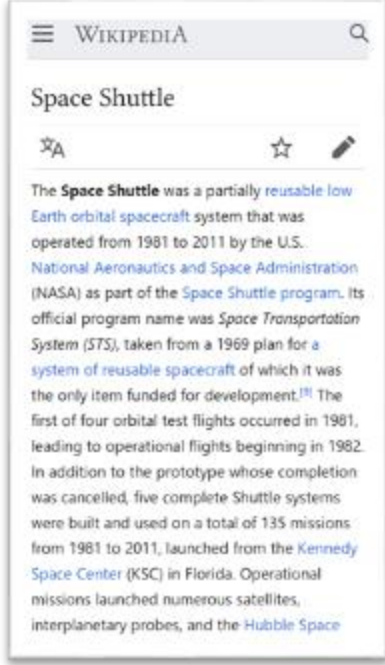 WIKIPEDIA
Space Shuttle
The Space Shuttle was a partially reusable low
Earth orbital spacecraft system that was
operated from 1981 to 2011 by the U.S.
National Aeronautics and Space Administration
(NASA) as part of the Space Shuttle program. Its
official program name was Space Transportation
System (STS), taken from a 1969 plan for a
system of reusable spacecraft of which it was
the only item funded for development. The
first of four orbital test flights occurred in 1981,
leading to operational flights beginning in 1982.
In addition to the prototype whose completion
was cancelled, five complete Shuttle systems
were built and used on a total of 135 missions
from 1981 to 2011, launched from the Kennedy
Space Center (KSC) in Florida. Operational
missions launched numerous satellites,
interplanetary probes, and the Hubble Space